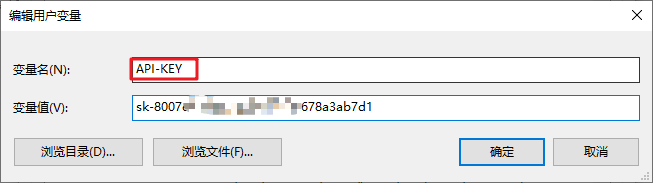 编辑用户变量
变量名(N):
API-KEY
变量值(V):
sk-8007 678a3ab7d1
浏览目录(D)...
浏览文件(F)...
确定
取消